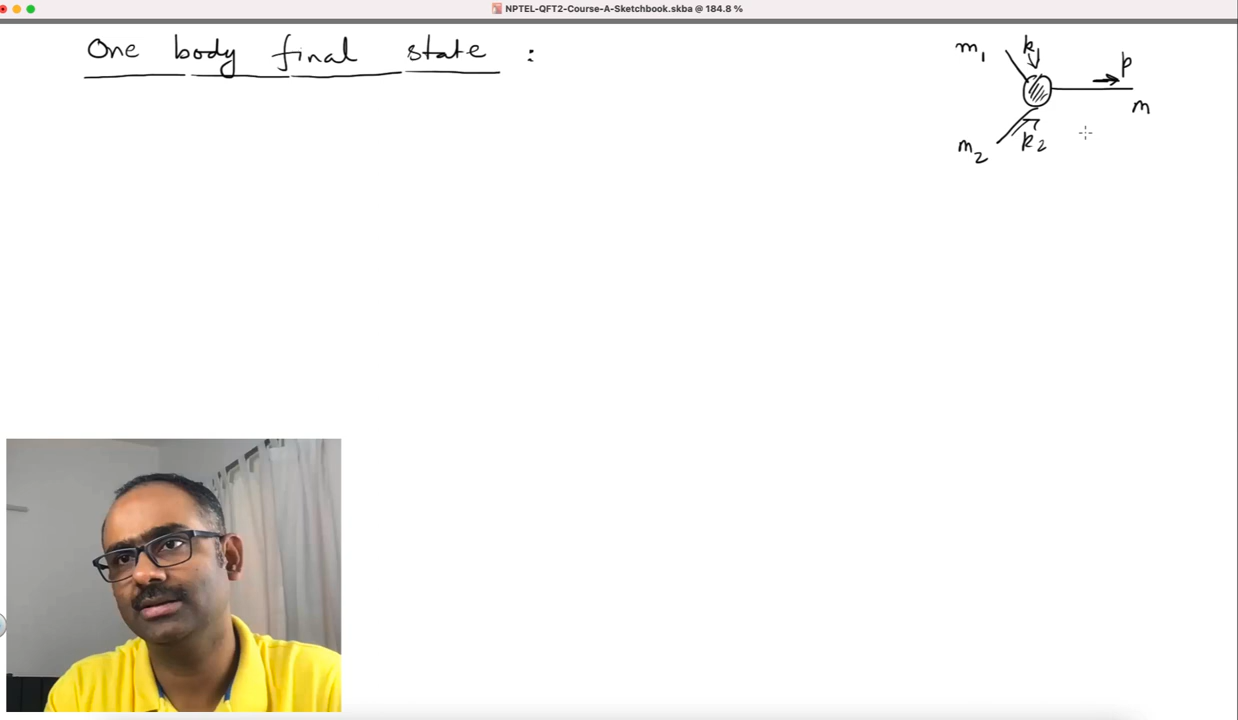 NPTEL-QFT2-Course-A-Sketchbook.skba @ 184.8 %
One body final state :
m1 k1 p
m
m2 k2